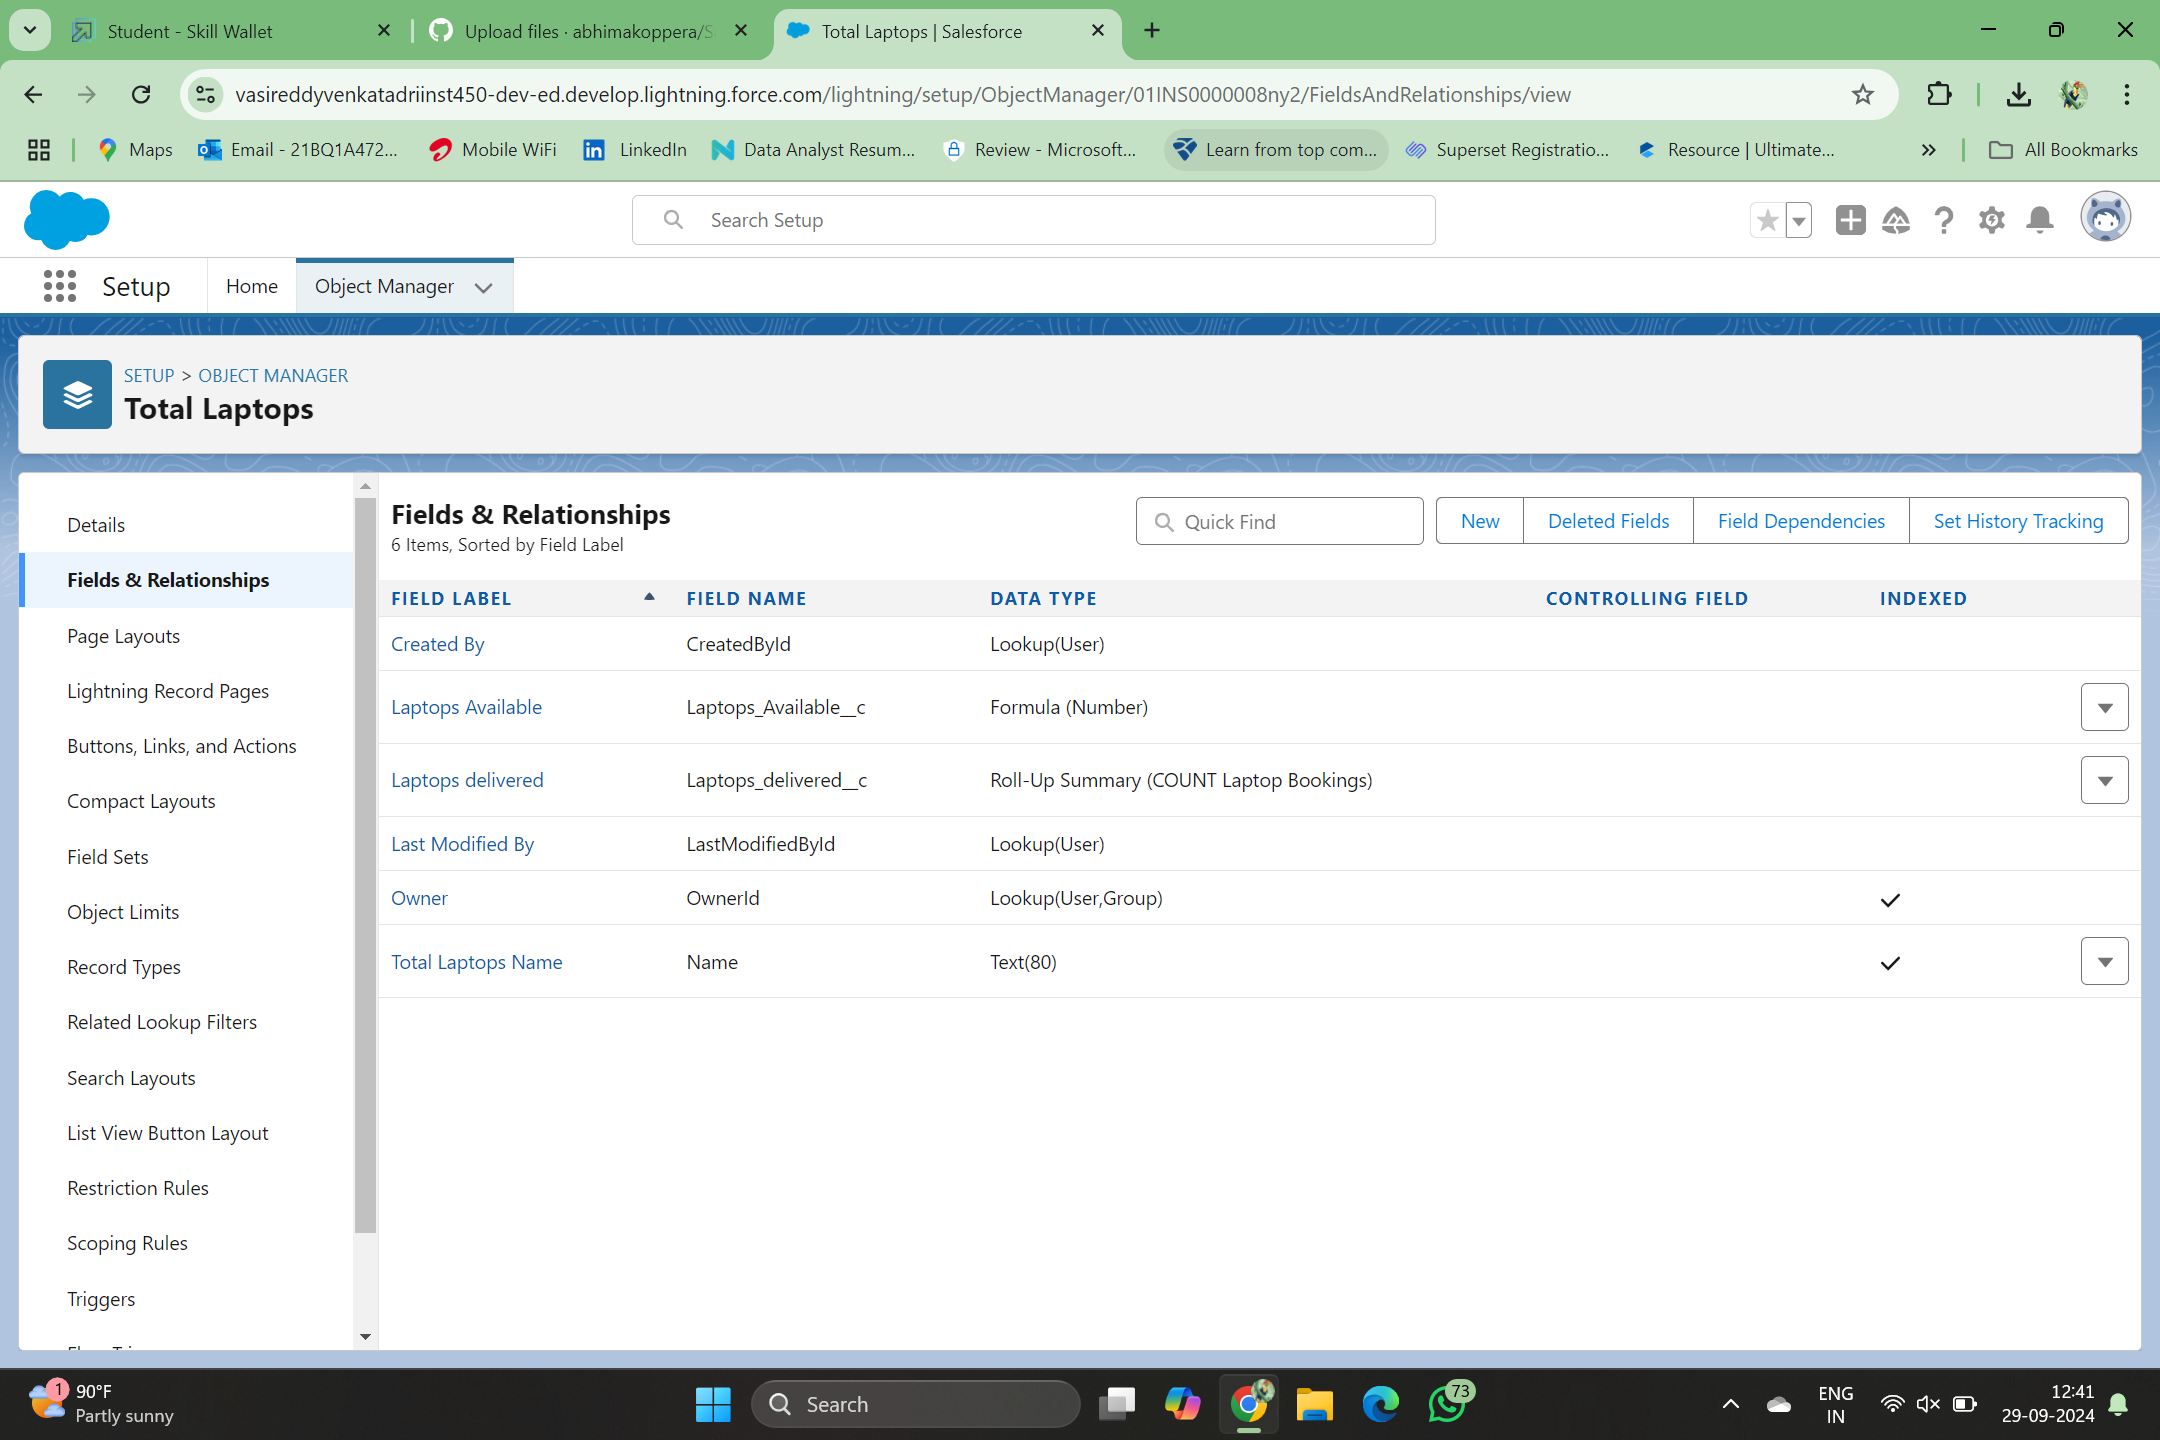 Student - Skill Wallet
Upload files · abhimakoppera/S
Total Laptops | Salesforce
vasireddyvenkatadriinst450-dev-ed.develop.lightning.force.com/lightning/setup/ObjectManager/01INS0000008ny2/FieldsAndRelationships/view
Maps
Email - 21BQ1A472...
Mobile WiFi
LinkedIn
Data Analyst Resum...
Review - Microsoft...
Learn from top com...
Superset Registratio...
Resource | Ultimate...
All Bookmarks
Search Setup
Setup
Home
Object Manager
SETUP > OBJECT MANAGER
Total Laptops
Details
Fields & Relationships
Page Layouts
Lightning Record Pages
Buttons, Links, and Actions
Compact Layouts
Field Sets
Object Limits
Record Types
Related Lookup Filters
Search Layouts
List View Button Layout
Restriction Rules
Scoping Rules
Triggers
Fields & Relationships
6 Items, Sorted by Field Label
Quick Find
New
Deleted Fields
Field Dependencies
Set History Tracking
FIELD LABEL FIELD NAME DATA TYPE CONTROLLING FIELD INDEXED
Created By CreatedById Lookup(User)
Laptops Available Laptops_Available__c Formula (Number)
Laptops delivered Laptops_delivered__c Roll-Up Summary (COUNT Laptop Bookings)
Last Modified By LastModifiedById Lookup(User)
Owner OwnerId Lookup(User,Group)
Total Laptops Name Name Text(80)
1
90°F
Partly sunny
Search
73
ENG
IN
12:41
29-09-2024